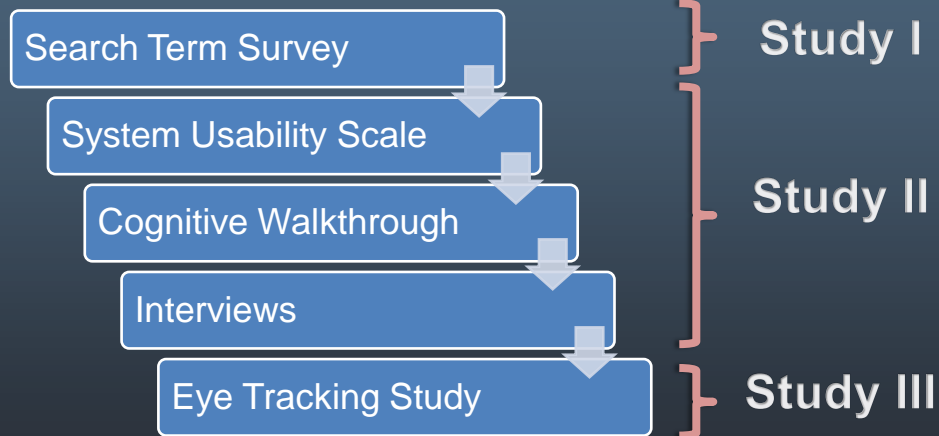 Search Term Survey
Study I
System Usability Scale
Cognitive Walkthrough
Interviews
Study II
Eye Tracking Study
Study III